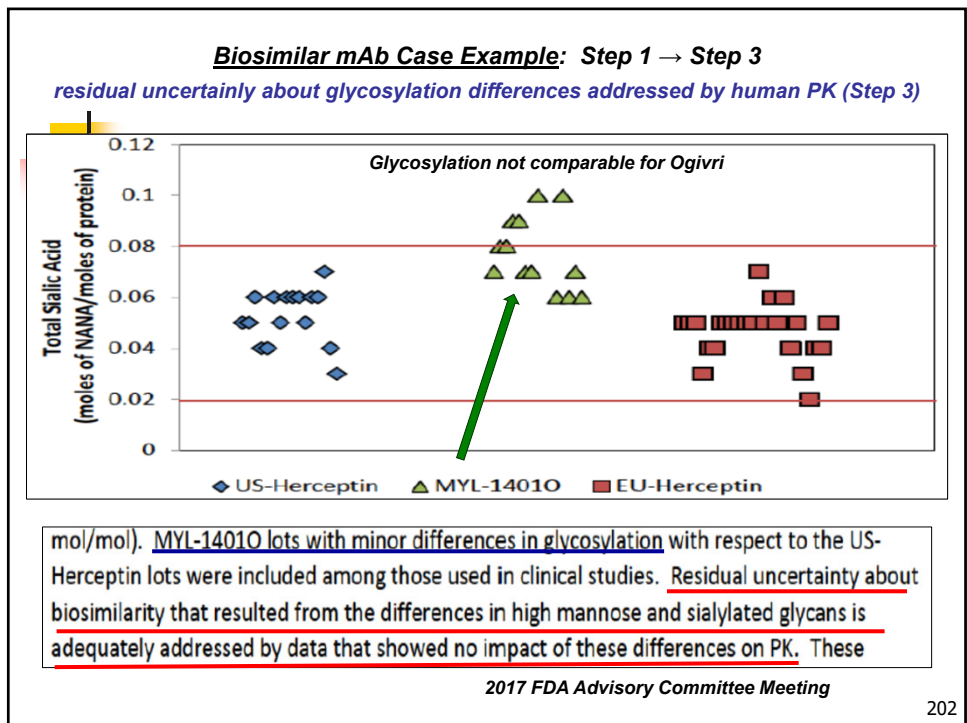 Biosimilar mAb Case Example: Step 1 → Step 3
residual uncertainly about glycosylation differences addressed by human PK (Step 3)
Glycosylation not comparable for Ogivri
Total Sialic Acid
(moles of NANA/moles of protein)
0.12
0.1
0.08
0.06
0.04
0.02
0
US-Herceptin MYL-1401O EU-Herceptin
mol/mol). MYL-1401O lots with minor differences in glycosylation with respect to the US-
Herceptin lots were included among those used in clinical studies. Residual uncertainty about
biosimilarity that resulted from the differences in high mannose and sialylated glycans is
adequately addressed by data that showed no impact of these differences on PK. These
2017 FDA Advisory Committee Meeting
202